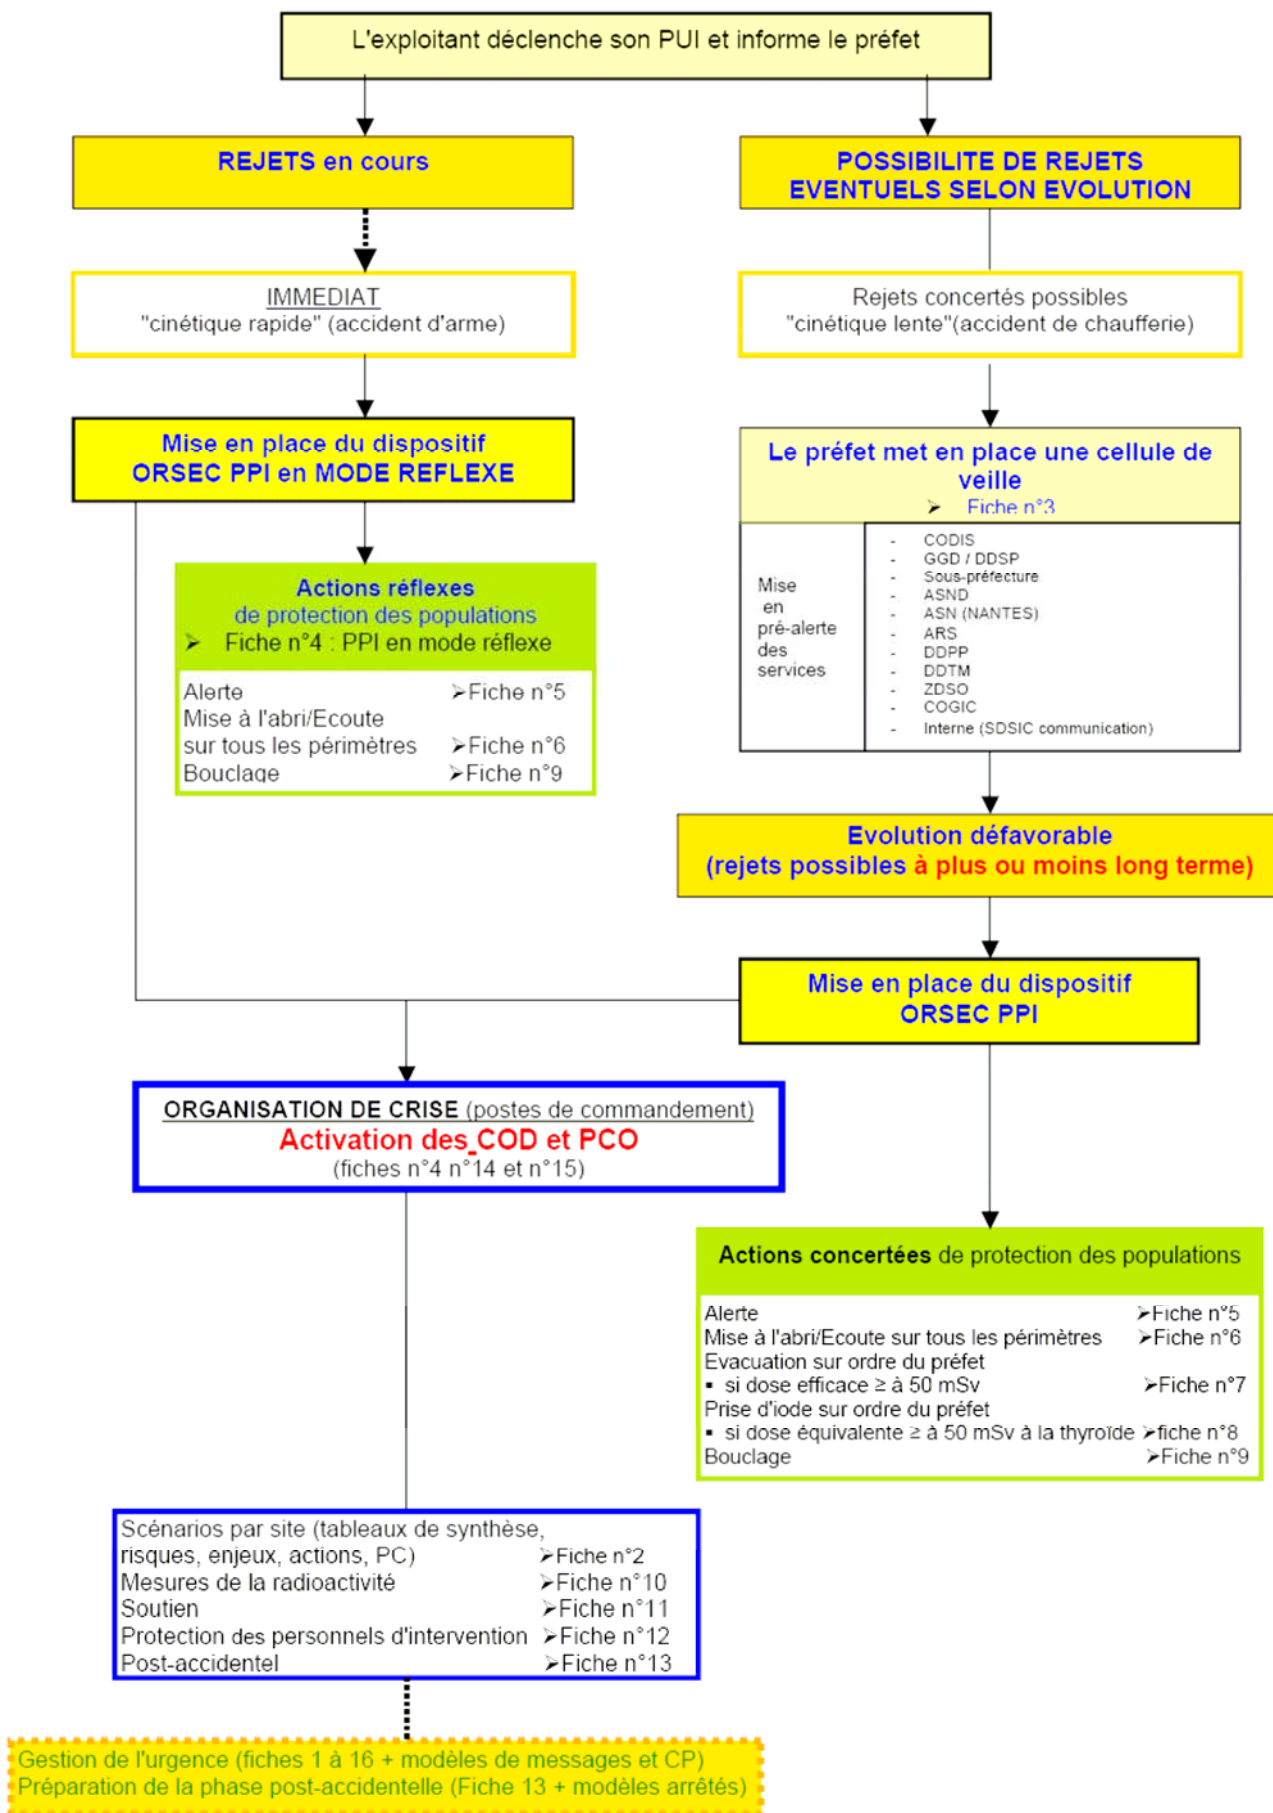 L'exploitant déclenche son PUI et informe le préfet
REJETS en cours
POSSIBILITE DE REJETS
EVENTUELS SELON EVOLUTION
IMMEDIAT
"cinétique rapide" (accident d'arme)
Rejets concertés possibles
"cinétique lente"(accident de chaufferie)
Mise en place du dispositif
ORSEC PPI en MODE REFLEXE
Le préfet met en place une cellule de
veille
➢ Fiche n°3
Mise
en
pré-alerte
des
services
- CODIS
- GGD / DDSP
- Sous-préfecture
- ASND
- ASN (NANTES)
- ARS
- DDPP
- DDTM
- ZDSO
- COGIC
- Interne (SDSIC communication)
Actions réflexes
de protection des populations
➢ Fiche n°4 : PPI en mode réflexe
Alerte ➢Fiche n°5
Mise à l'abri/Ecoute
sur tous les périmètres ➢Fiche n°6
Bouclage ➢Fiche n°9
Evolution défavorable
(rejets possibles à plus ou moins long terme)
Mise en place du dispositif
ORSEC PPI
ORGANISATION DE CRISE (postes de commandement)
Activation des COD et PCO
(fiches n°4 n°14 et n°15)
Actions concertées de protection des populations
Alerte ➢Fiche n°5
Mise à l'abri/Ecoute sur tous les périmètres ➢Fiche n°6
Evacuation sur ordre du préfet
▪ si dose efficace ≥ à 50 mSv ➢Fiche n°7
Prise d'iode sur ordre du préfet
▪ si dose équivalente ≥ à 50 mSv à la thyroïde ➢fiche n°8
Bouclage ➢Fiche n°9
Scénarios par site (tableaux de synthèse,
risques, enjeux, actions, PC) ➢Fiche n°2
Mesures de la radioactivité ➢Fiche n°10
Soutien ➢Fiche n°11
Protection des personnels d'intervention ➢Fiche n°12
Post-accidentel ➢Fiche n°13
Gestion de l'urgence (fiches 1 à 16 + modèles de messages et CP)
Préparation de la phase post-accidentelle (Fiche 13 + modèles arrêtés)